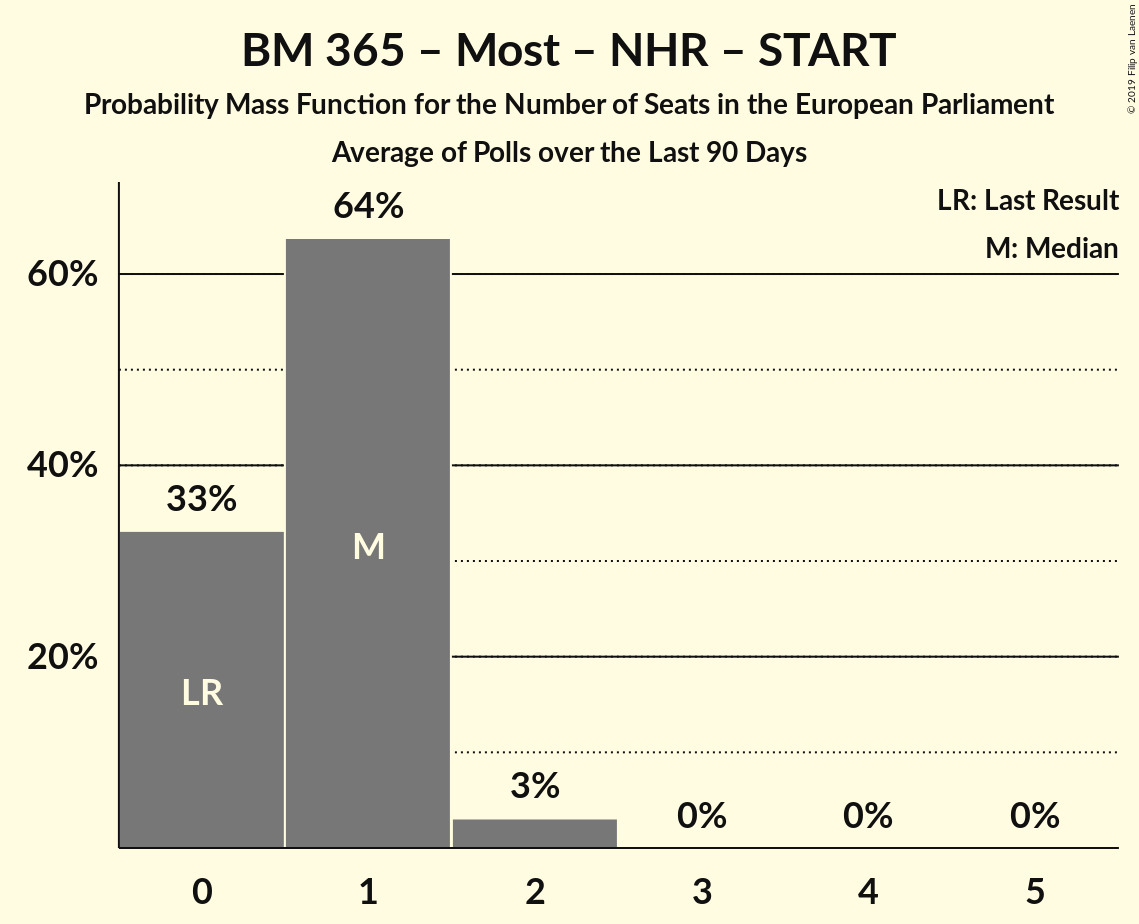 BM 365 – Most – NHR – START
Probability Mass Function for the Number of Seats in the European Parliament
Average of Polls over the Last 90 Days
© 2019 Filip van Laenen
LR: Last Result
M: Median
64%
60%
40%
33%
M
20%
LR
3%
0%
0%
0%
0
1
2
3
4
5